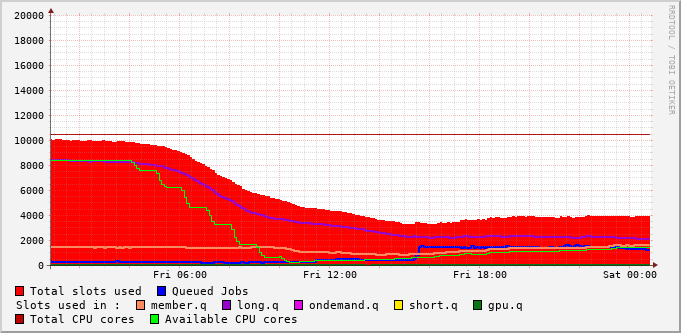 20000
18000
16000
14000
12000
10000
8000
6000
4000
2000
0
Fri 06:00 Fri 12:00 Fri 18:00 Sat 00:00
Total slots used Queued Jobs
Slots used in : member.q long.q ondemand.q short.q gpu.q
Total CPU cores Available CPU cores
RRDTOOL / TOBI OETIKER